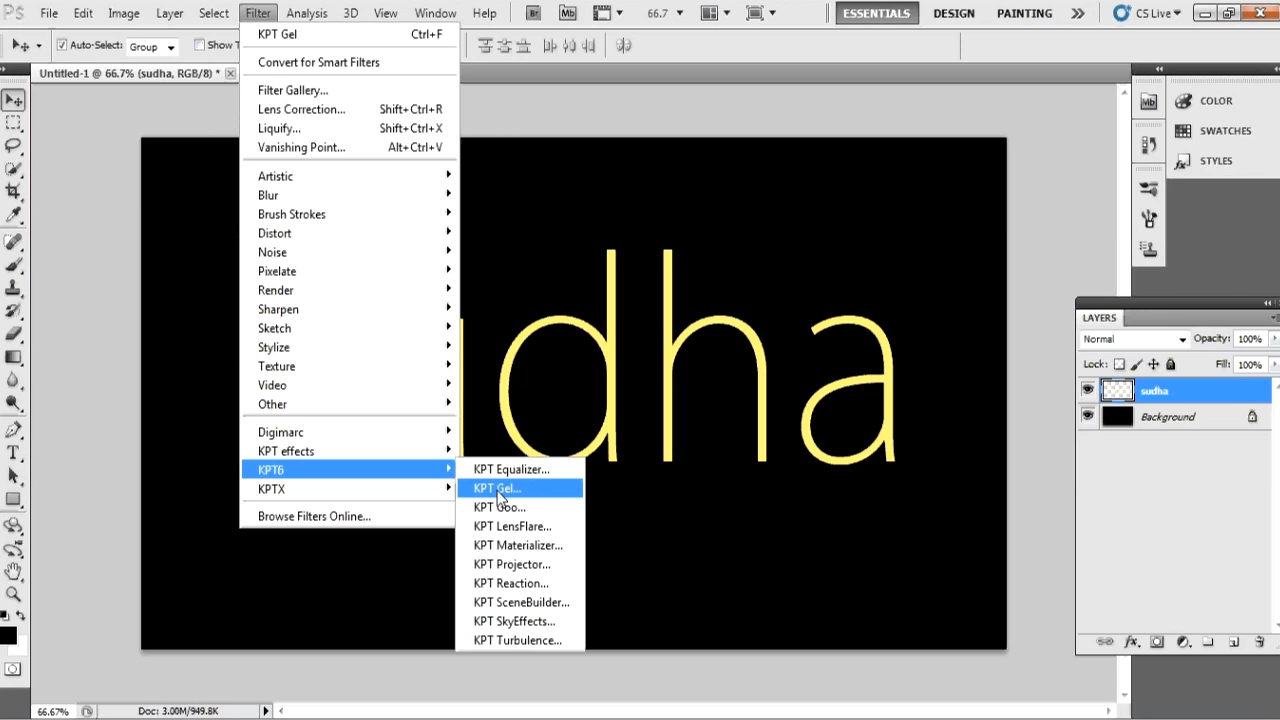 PS File Edit Image Layer Select Filter Analysis 3D View Window Help Br Mb 66.7 ESSENTIALS DESIGN PAINTING CS Live
Auto-Select: Group Show T
Untitled-1 @ 66.7% (sudha, RGB/8) *
KPT Gel Ctrl+F
Convert for Smart Filters
Filter Gallery...
Lens Correction... Shift+Ctrl+R
Liquify... Shift+Ctrl+X
Vanishing Point... Alt+Ctrl+V
Artistic
Blur
Brush Strokes
Distort
Noise
Pixelate
Render
Sharpen
Sketch
Stylize
Texture
Video
Other
Digimarc
KPT effects
KPT6
KPTX
Browse Filters Online...
KPT Equalizer...
KPT Gel...
KPT Goo...
KPT LensFlare...
KPT Materializer...
KPT Projector...
KPT Reaction...
KPT SceneBuilder...
KPT SkyEffects...
KPT Turbulence...
udha
Mb COLOR
SWATCHES
STYLES
LAYERS
Normal Opacity: 100%
Lock: Fill: 100%
sudha
Background
66.67% Doc: 3.00M/949.8K